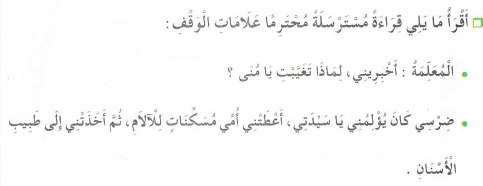 أَقْرَأُ مَا يَلِي قِرَاءَةً مُسْتَرْسَلَةً مُحْتَرِمًا عَلَامَاتِ الْوَقْفِ :
• الْمُعَلِّمَةُ : أَخْبِرِينِي، لِمَاذَا تَغَيَّبْتِ يَا مُنَى ؟
• ضِرْسِي كَانَ يُؤْلِمُنِي يَا سَيِّدَتِي، أَعْطَتْنِي أُمِّي مُسَكِّنَاتٍ لِلْآلَامِ، ثُمَّ أَخَذَتْنِي إِلَى طَبِيبِ
الْأَسْنَانِ .